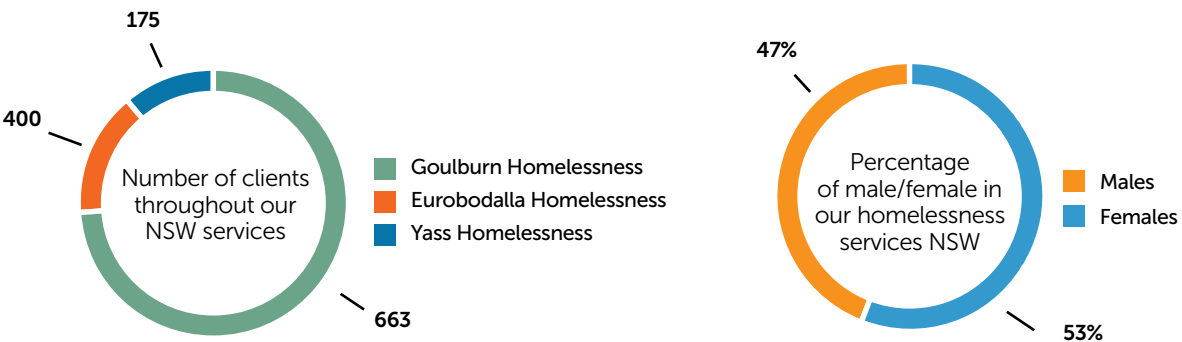 175
400
Number of clients
throughout our
NSW services
663
Goulburn Homelessness
Eurobodalla Homelessness
Yass Homelessness
47%
Percentage
of male/female in
our homelessness
services NSW
53%
Males
Females